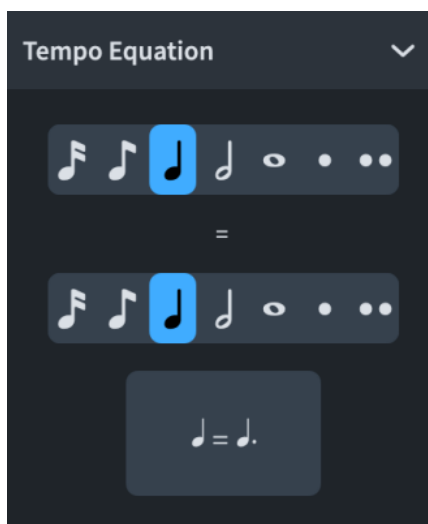 Tempo Equation
=
𝅘𝅥 = 𝅘𝅥.